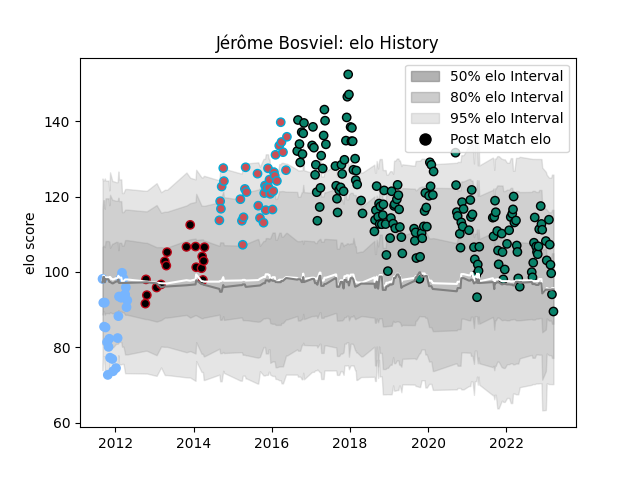 Jérôme Bosviel: elo History
50% elo Interval
80% elo Interval
95% elo Interval
Post Match elo
elo score
140
120
100
80
60
2012
2014
2016
2018
2020
2022